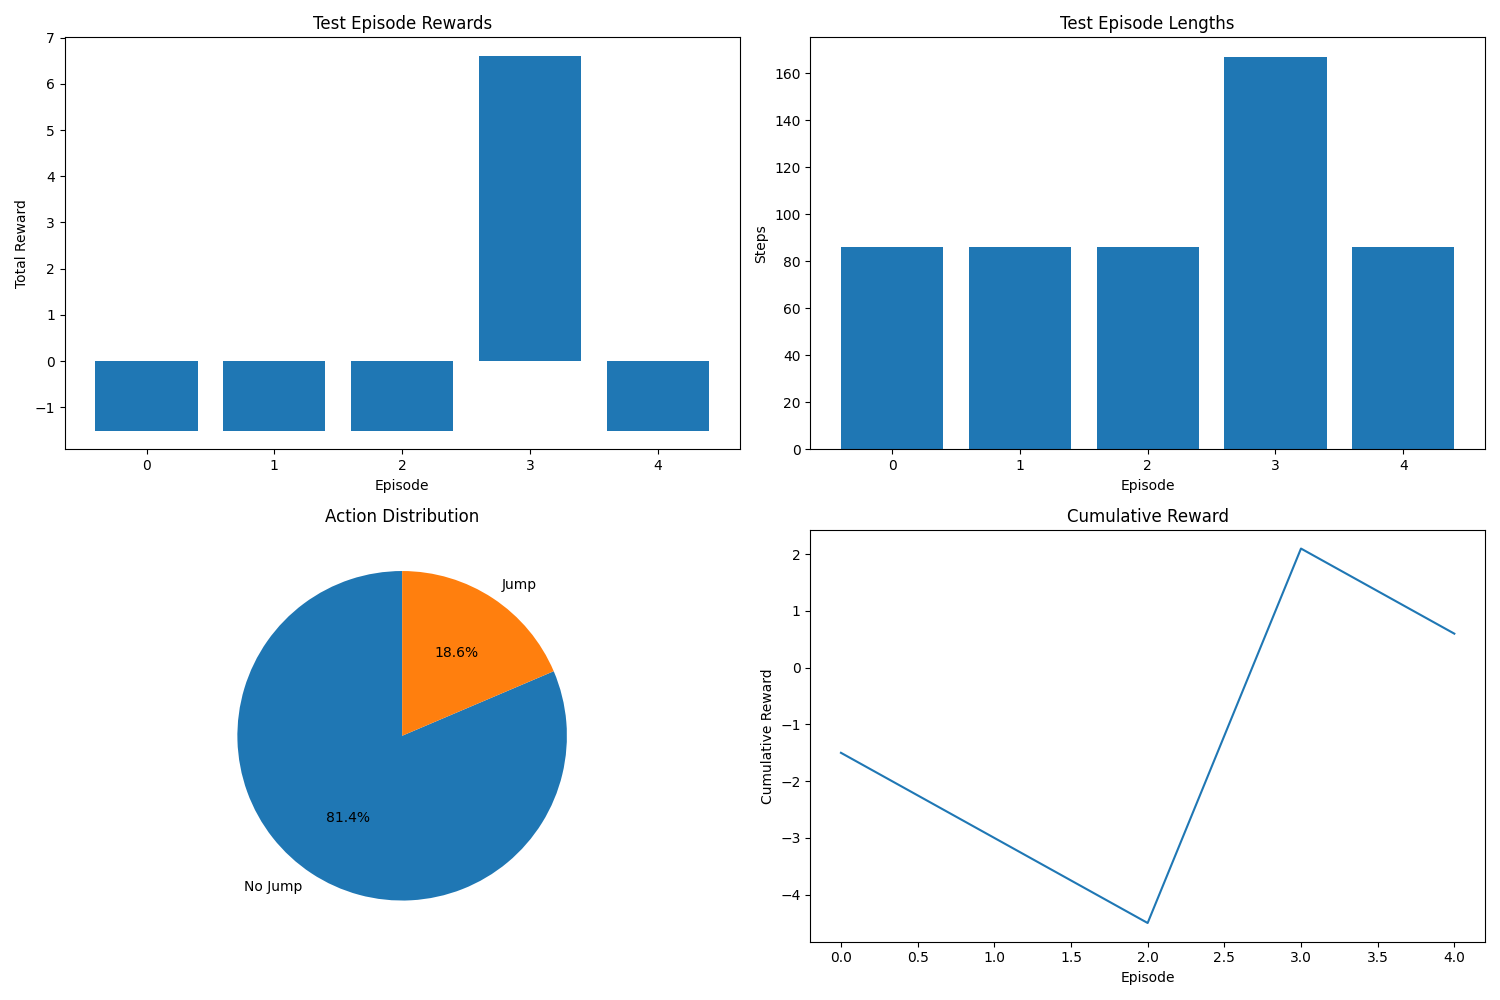 Test Episode Rewards
7
6
5
4
3
2
1
0
−1
Total Reward
0 1 2 3 4
Episode
Test Episode Lengths
160
140
120
100
80
60
40
20
0
Steps
0 1 2 3 4
Episode
Action Distribution
Jump
18.6%
81.4%
No Jump
Cumulative Reward
2
1
0
−1
−2
−3
−4
Cumulative Reward
0.0 0.5 1.0 1.5 2.0 2.5 3.0 3.5 4.0
Episode